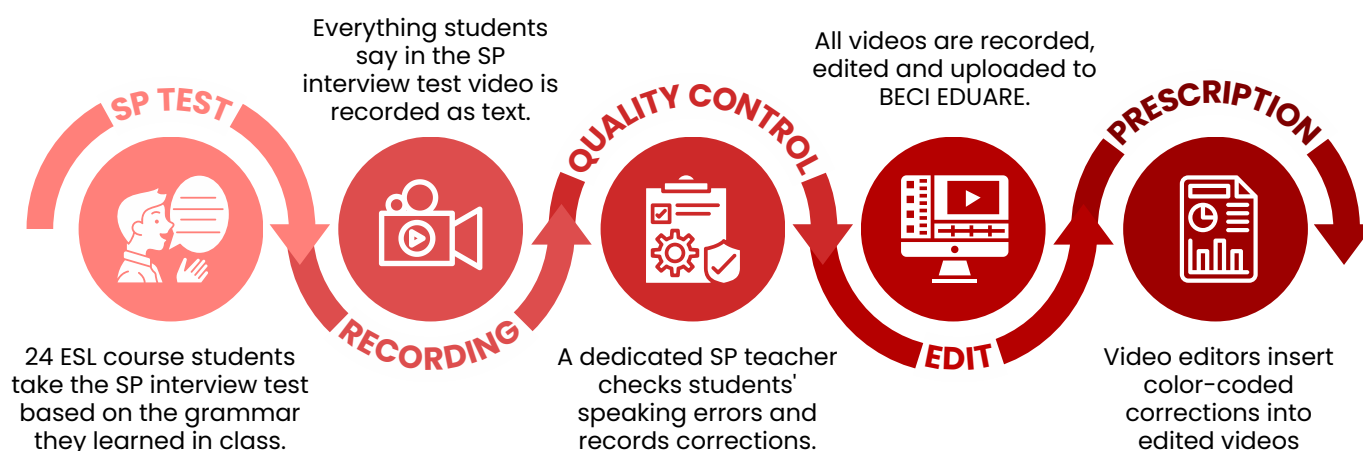 SP TEST
24 ESL course students
take the SP interview test
based on the grammar
they learned in class.
Everything students
say in the SP
interview test video is
recorded as text.
RECORDING
QUALITY CONTROL
A dedicated SP teacher
checks students'
speaking errors and
records corrections.
All videos are recorded,
edited and uploaded to
BECI EDUARE.
EDIT
PRESCRIPTION
Video editors insert
color-coded
corrections into
edited videos